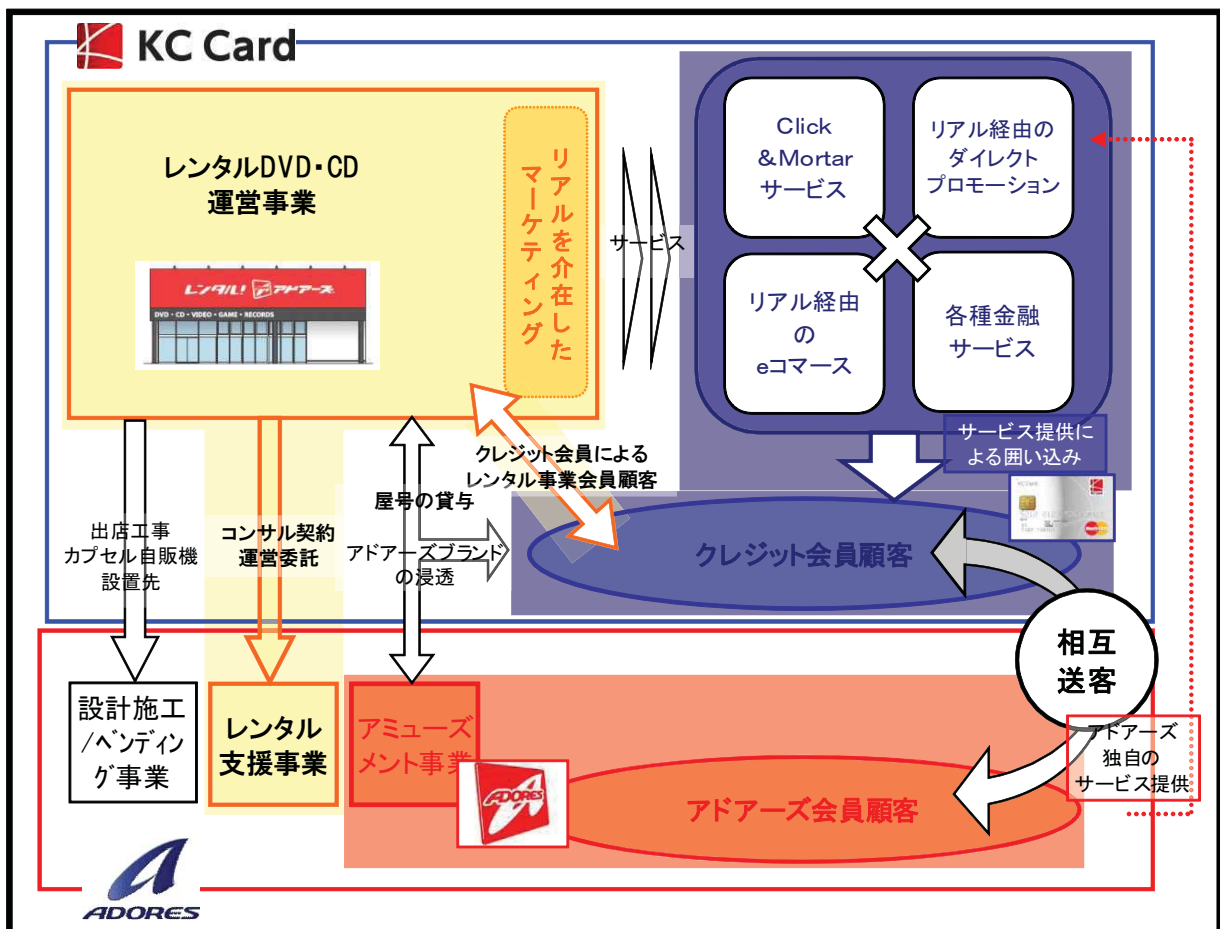 KC Card
レンタルDVD・CD
運営事業
リアルを介在した
マーケティング
レンタル! アドアーズ
DVD・CD・VIDEO・GAME・RECORDS
サービス
Click
&Mortar
サービス
リアル経由の
ダイレクト
プロモーション
リアル経由
の
eコマース
各種金融
サービス
サービス提供に
よる囲い込み
クレジット会員による
レンタル事業会員顧客
屋号の貸与
出店工事
カプセル自販機
設置先
コンサル契約
運営委託
アドアーズブランド
の浸透
クレジット会員顧客
相互
送客
設計施工
/ベンディン
グ事業
レンタル
支援事業
アミューズ
メント事業
ADORES
アドアーズ会員顧客
アドアーズ
独自の
サービス提供
ADORES